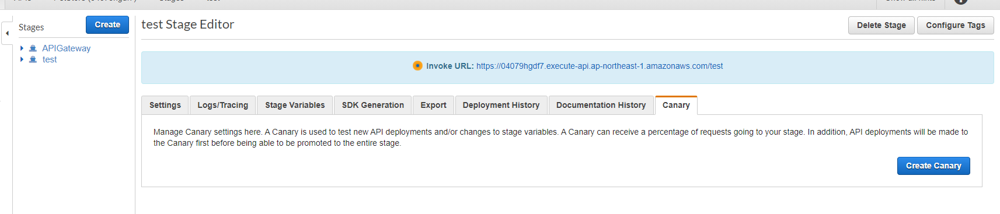 Stages
Create
APIGateway
test
test Stage Editor
Delete Stage
Configure Tags
Invoke URL: https://04079hgdf7.execute-api.ap-northeast-1.amazonaws.com/test
Settings
Logs/Tracing
Stage Variables
SDK Generation
Export
Deployment History
Documentation History
Canary
Manage Canary settings here. A Canary is used to test new API deployments and/or changes to stage variables. A Canary can receive a percentage of requests going to your stage. In addition, API deployments will be made to
the Canary first before being able to be promoted to the entire stage.
Create Canary